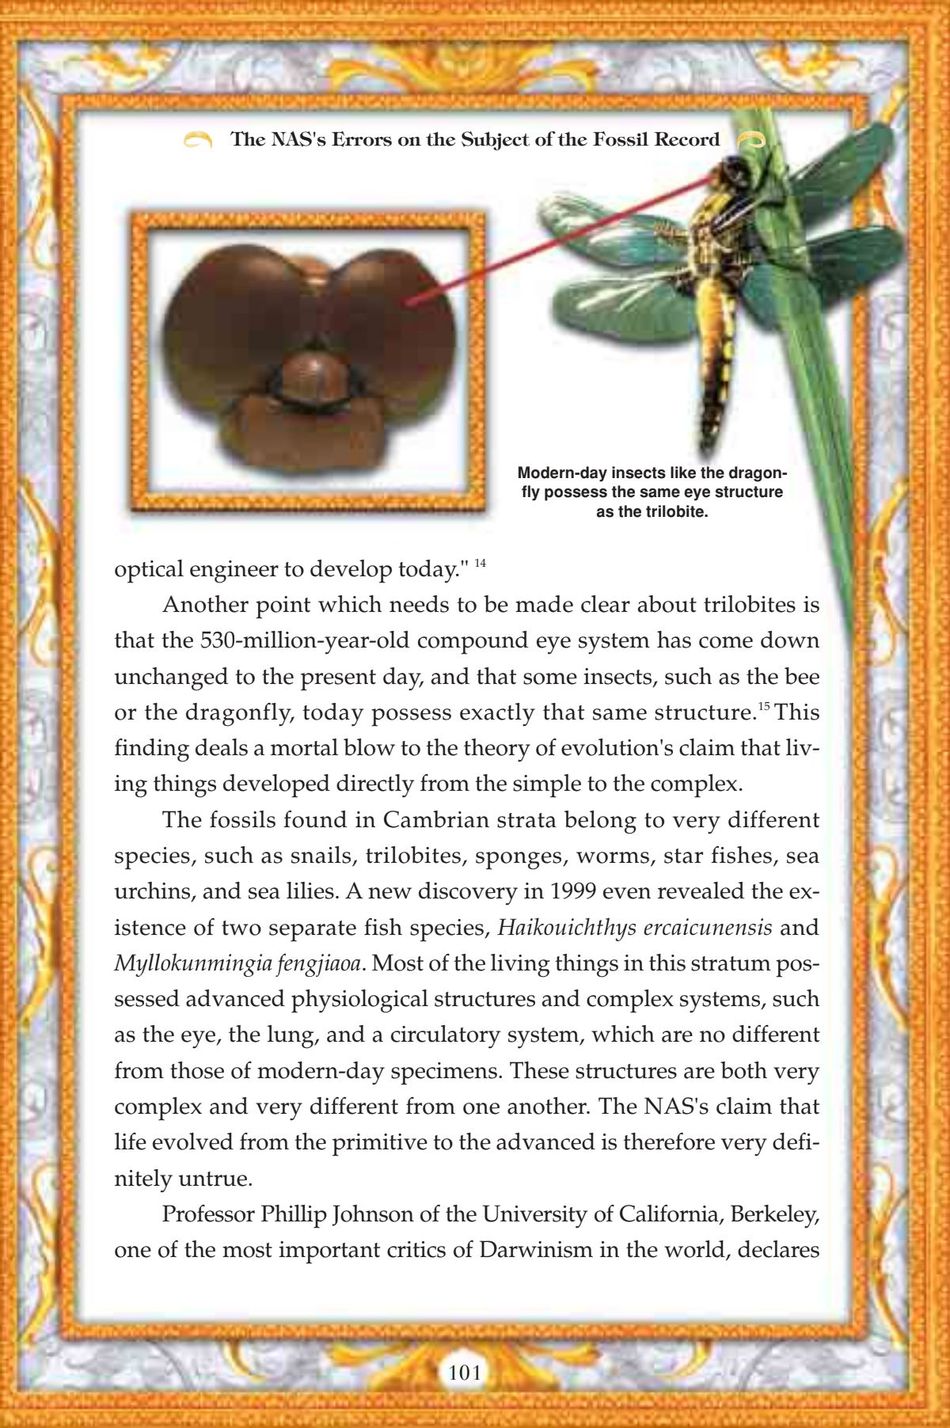 The NAS's Errors on the Subject of the Fossil Record
Modern-day insects like the dragon-
fly possess the same eye structure
as the trilobite.
optical engineer to develop today." 14
Another point which needs to be made clear about trilobites is
that the 530-million-year-old compound eye system has come down
unchanged to the present day, and that some insects, such as the bee
or the dragonfly, today possess exactly that same structure.15 This
finding deals a mortal blow to the theory of evolution's claim that liv-
ing things developed directly from the simple to the complex.
The fossils found in Cambrian strata belong to very different
species, such as snails, trilobites, sponges, worms, star fishes, sea
urchins, and sea lilies. A new discovery in 1999 even revealed the ex-
istence of two separate fish species, Haikouichthys ercaicunensis and
Myllokunmingia fengjiaoa. Most of the living things in this stratum pos-
sessed advanced physiological structures and complex systems, such
as the eye, the lung, and a circulatory system, which are no different
from those of modern-day specimens. These structures are both very
complex and very different from one another. The NAS's claim that
life evolved from the primitive to the advanced is therefore very defi-
nitely untrue.
Professor Phillip Johnson of the University of California, Berkeley,
one of the most important critics of Darwinism in the world, declares
101